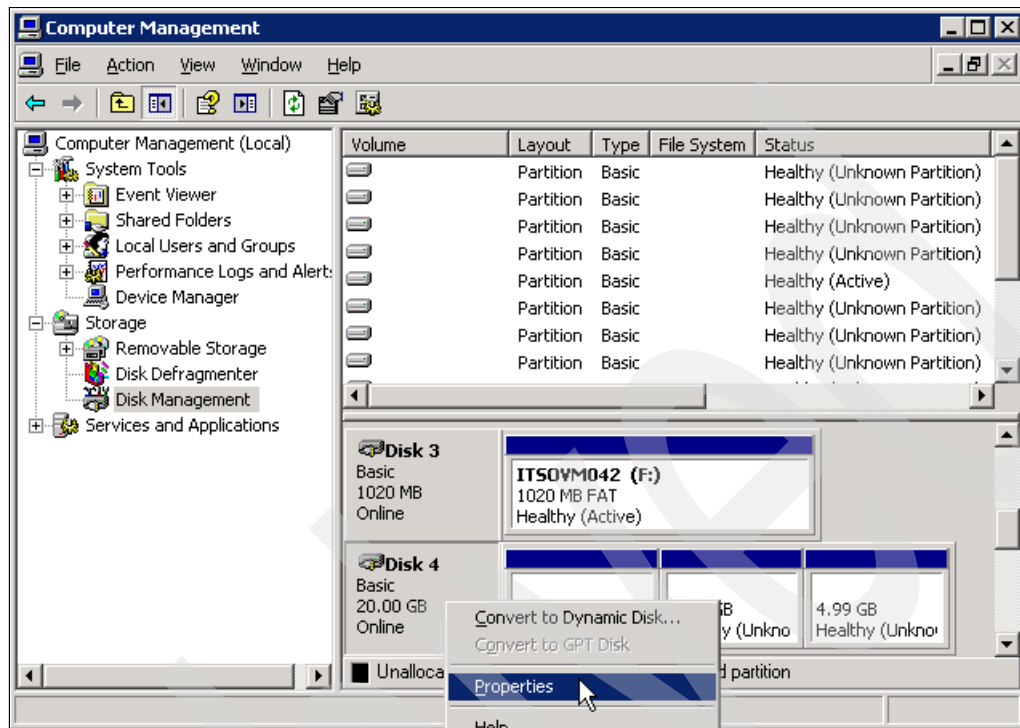 Computer Management
File Action View Window Help
Computer Management (Local)
System Tools
Event Viewer
Shared Folders
Local Users and Groups
Performance Logs and Alert
Device Manager
Storage
Removable Storage
Disk Defragmenter
Disk Management
Services and Applications
Volume Layout Type File System Status
Partition Basic Healthy (Unknown Partition)
Partition Basic Healthy (Unknown Partition)
Partition Basic Healthy (Unknown Partition)
Partition Basic Healthy (Unknown Partition)
Partition Basic Healthy (Active)
Partition Basic Healthy (Unknown Partition)
Partition Basic Healthy (Unknown Partition)
Partition Basic Healthy (Unknown Partition)
Disk 3
Basic
1020 MB
Online
ITSOVM042 (F:)
1020 MB FAT
Healthy (Active)
Disk 4
Basic
20.00 GB
Online
4.99 GB
Healthy (Unkno
Convert to Dynamic Disk...
Convert to GPT Disk
Properties
Help
partition